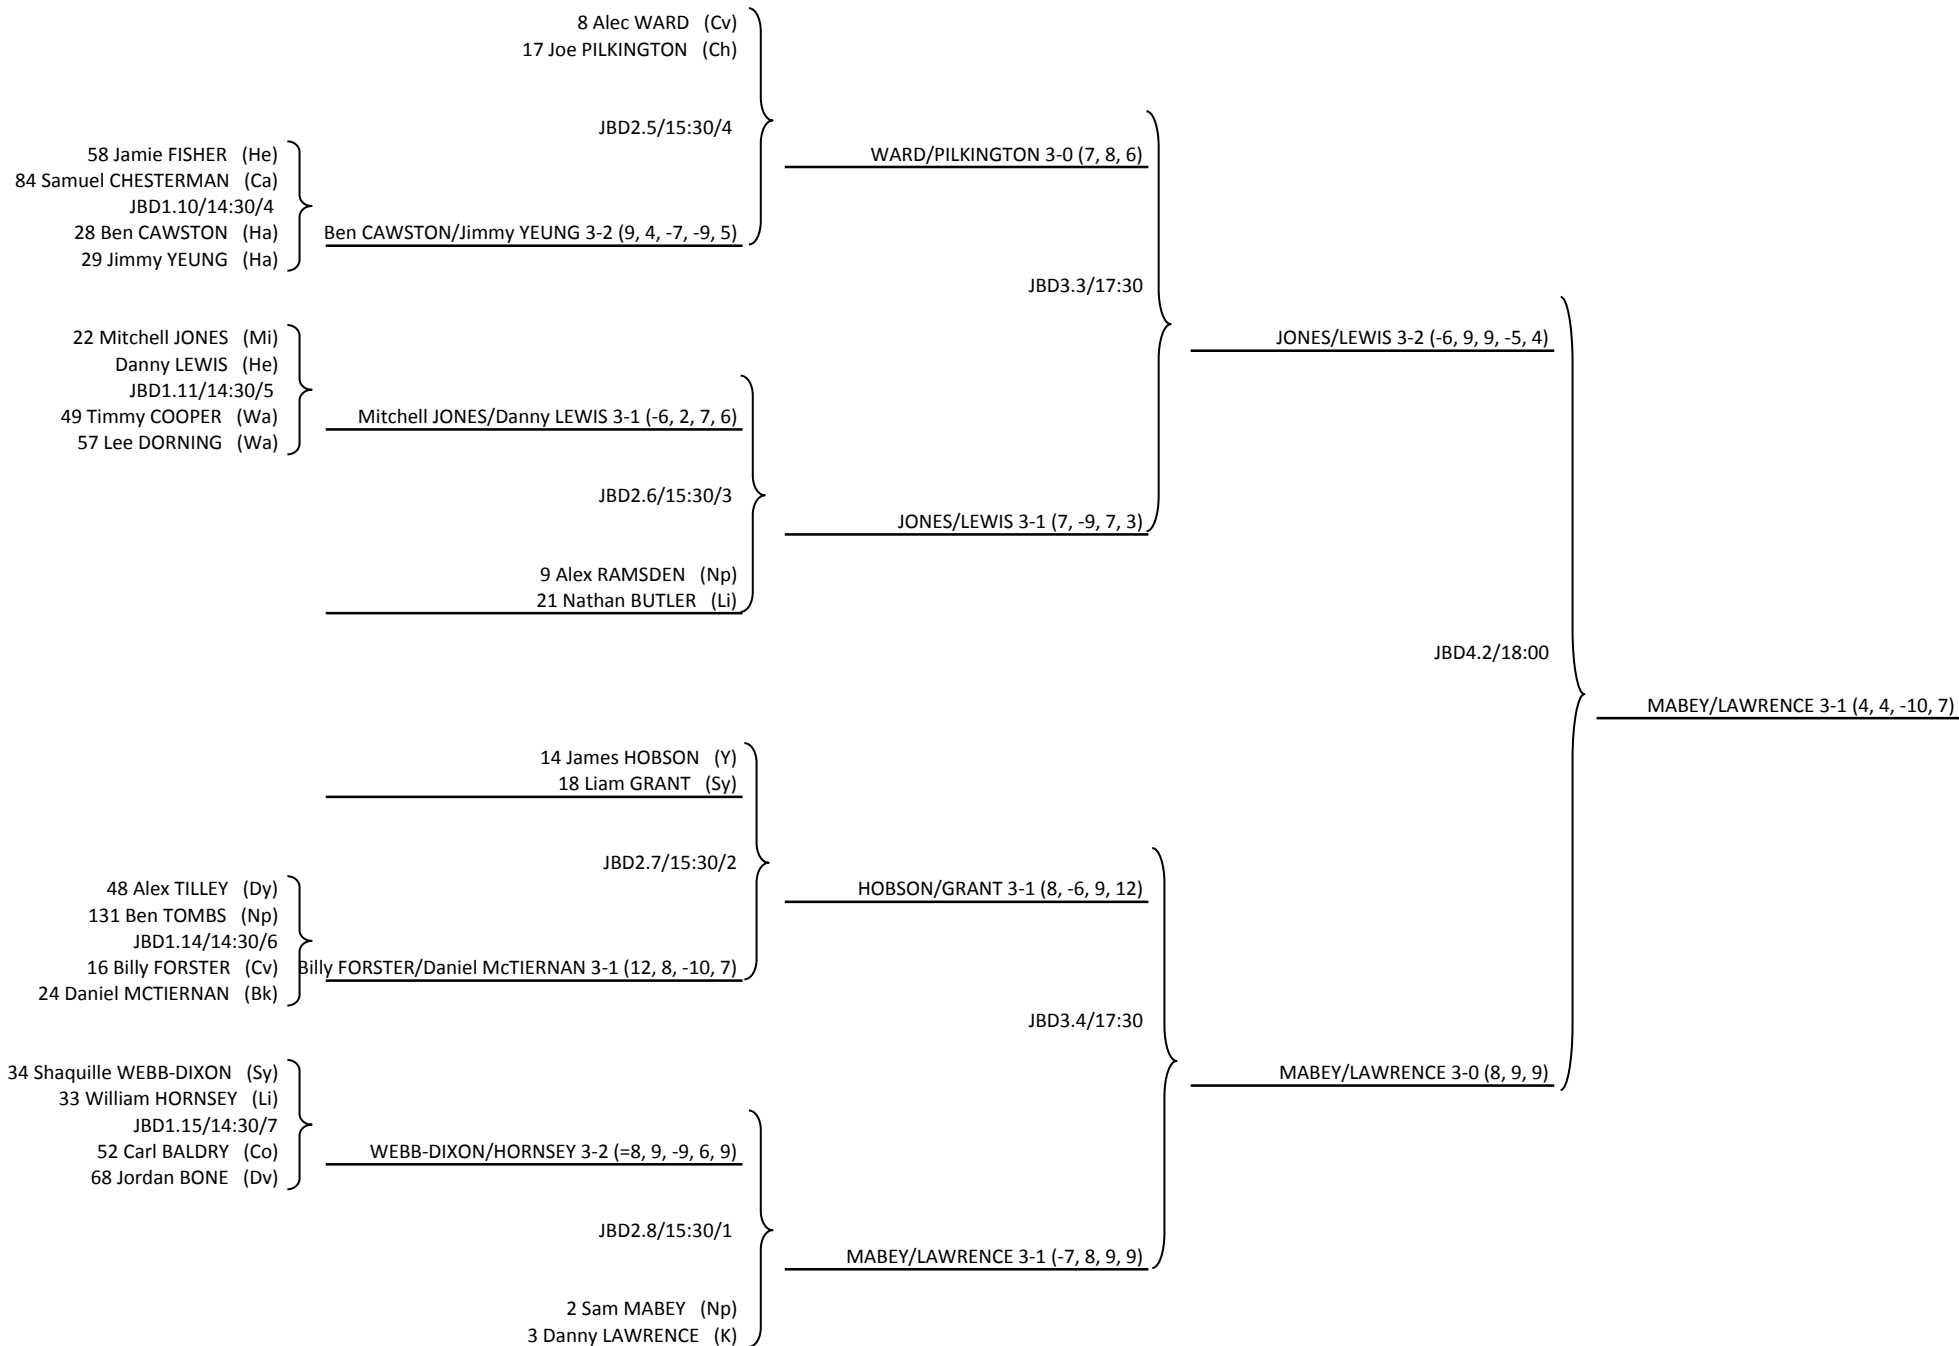 8 Alec WARD (Cv)
17 Joe PILKINGTON (Ch)
JBD2.5/15:30/4
58 Jamie FISHER (He)
84 Samuel CHESTERMAN (Ca)
JBD1.10/14:30/4
28 Ben CAWSTON (Ha)
29 Jimmy YEUNG (Ha)
WARD/PILKINGTON 3-0 (7, 8, 6)
Ben CAWSTON/Jimmy YEUNG 3-2 (9, 4, -7, -9, 5)
JBD3.3/17:30
22 Mitchell JONES (Mi)
Danny LEWIS (He)
JBD1.11/14:30/5
49 Timmy COOPER (Wa)
57 Lee DORNING (Wa)
JONES/LEWIS 3-2 (-6, 9, 9, -5, 4)
Mitchell JONES/Danny LEWIS 3-1 (-6, 2, 7, 6)
JBD2.6/15:30/3
JONES/LEWIS 3-1 (7, -9, 7, 3)
9 Alex RAMSDEN (Np)
21 Nathan BUTLER (Li)
JBD4.2/18:00
MABEY/LAWRENCE 3-1 (4, 4, -10, 7)
14 James HOBSON (Y)
18 Liam GRANT (Sy)
JBD2.7/15:30/2
48 Alex TILLEY (Dy)
131 Ben TOMBS (Np)
JBD1.14/14:30/6
16 Billy FORSTER (Cv)
24 Daniel MCTIERNAN (Bk)
HOBSON/GRANT 3-1 (8, -6, 9, 12)
Billy FORSTER/Daniel McTIERNAN 3-1 (12, 8, -10, 7)
JBD3.4/17:30
34 Shaquille WEBB-DIXON (Sy)
33 William HORNSEY (Li)
JBD1.15/14:30/7
52 Carl BALDRY (Co)
68 Jordan BONE (Dv)
MABEY/LAWRENCE 3-0 (8, 9, 9)
WEBB-DIXON/HORNSEY 3-2 (=8, 9, -9, 6, 9)
JBD2.8/15:30/1
MABEY/LAWRENCE 3-1 (-7, 8, 9, 9)
2 Sam MABEY (Np)
3 Danny LAWRENCE (K)